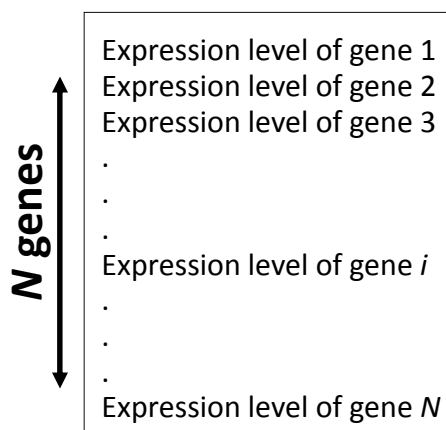 N genes
Expression level of gene 1
Expression level of gene 2
Expression level of gene 3
.
.
.
Expression level of gene i
.
.
.
Expression level of gene N